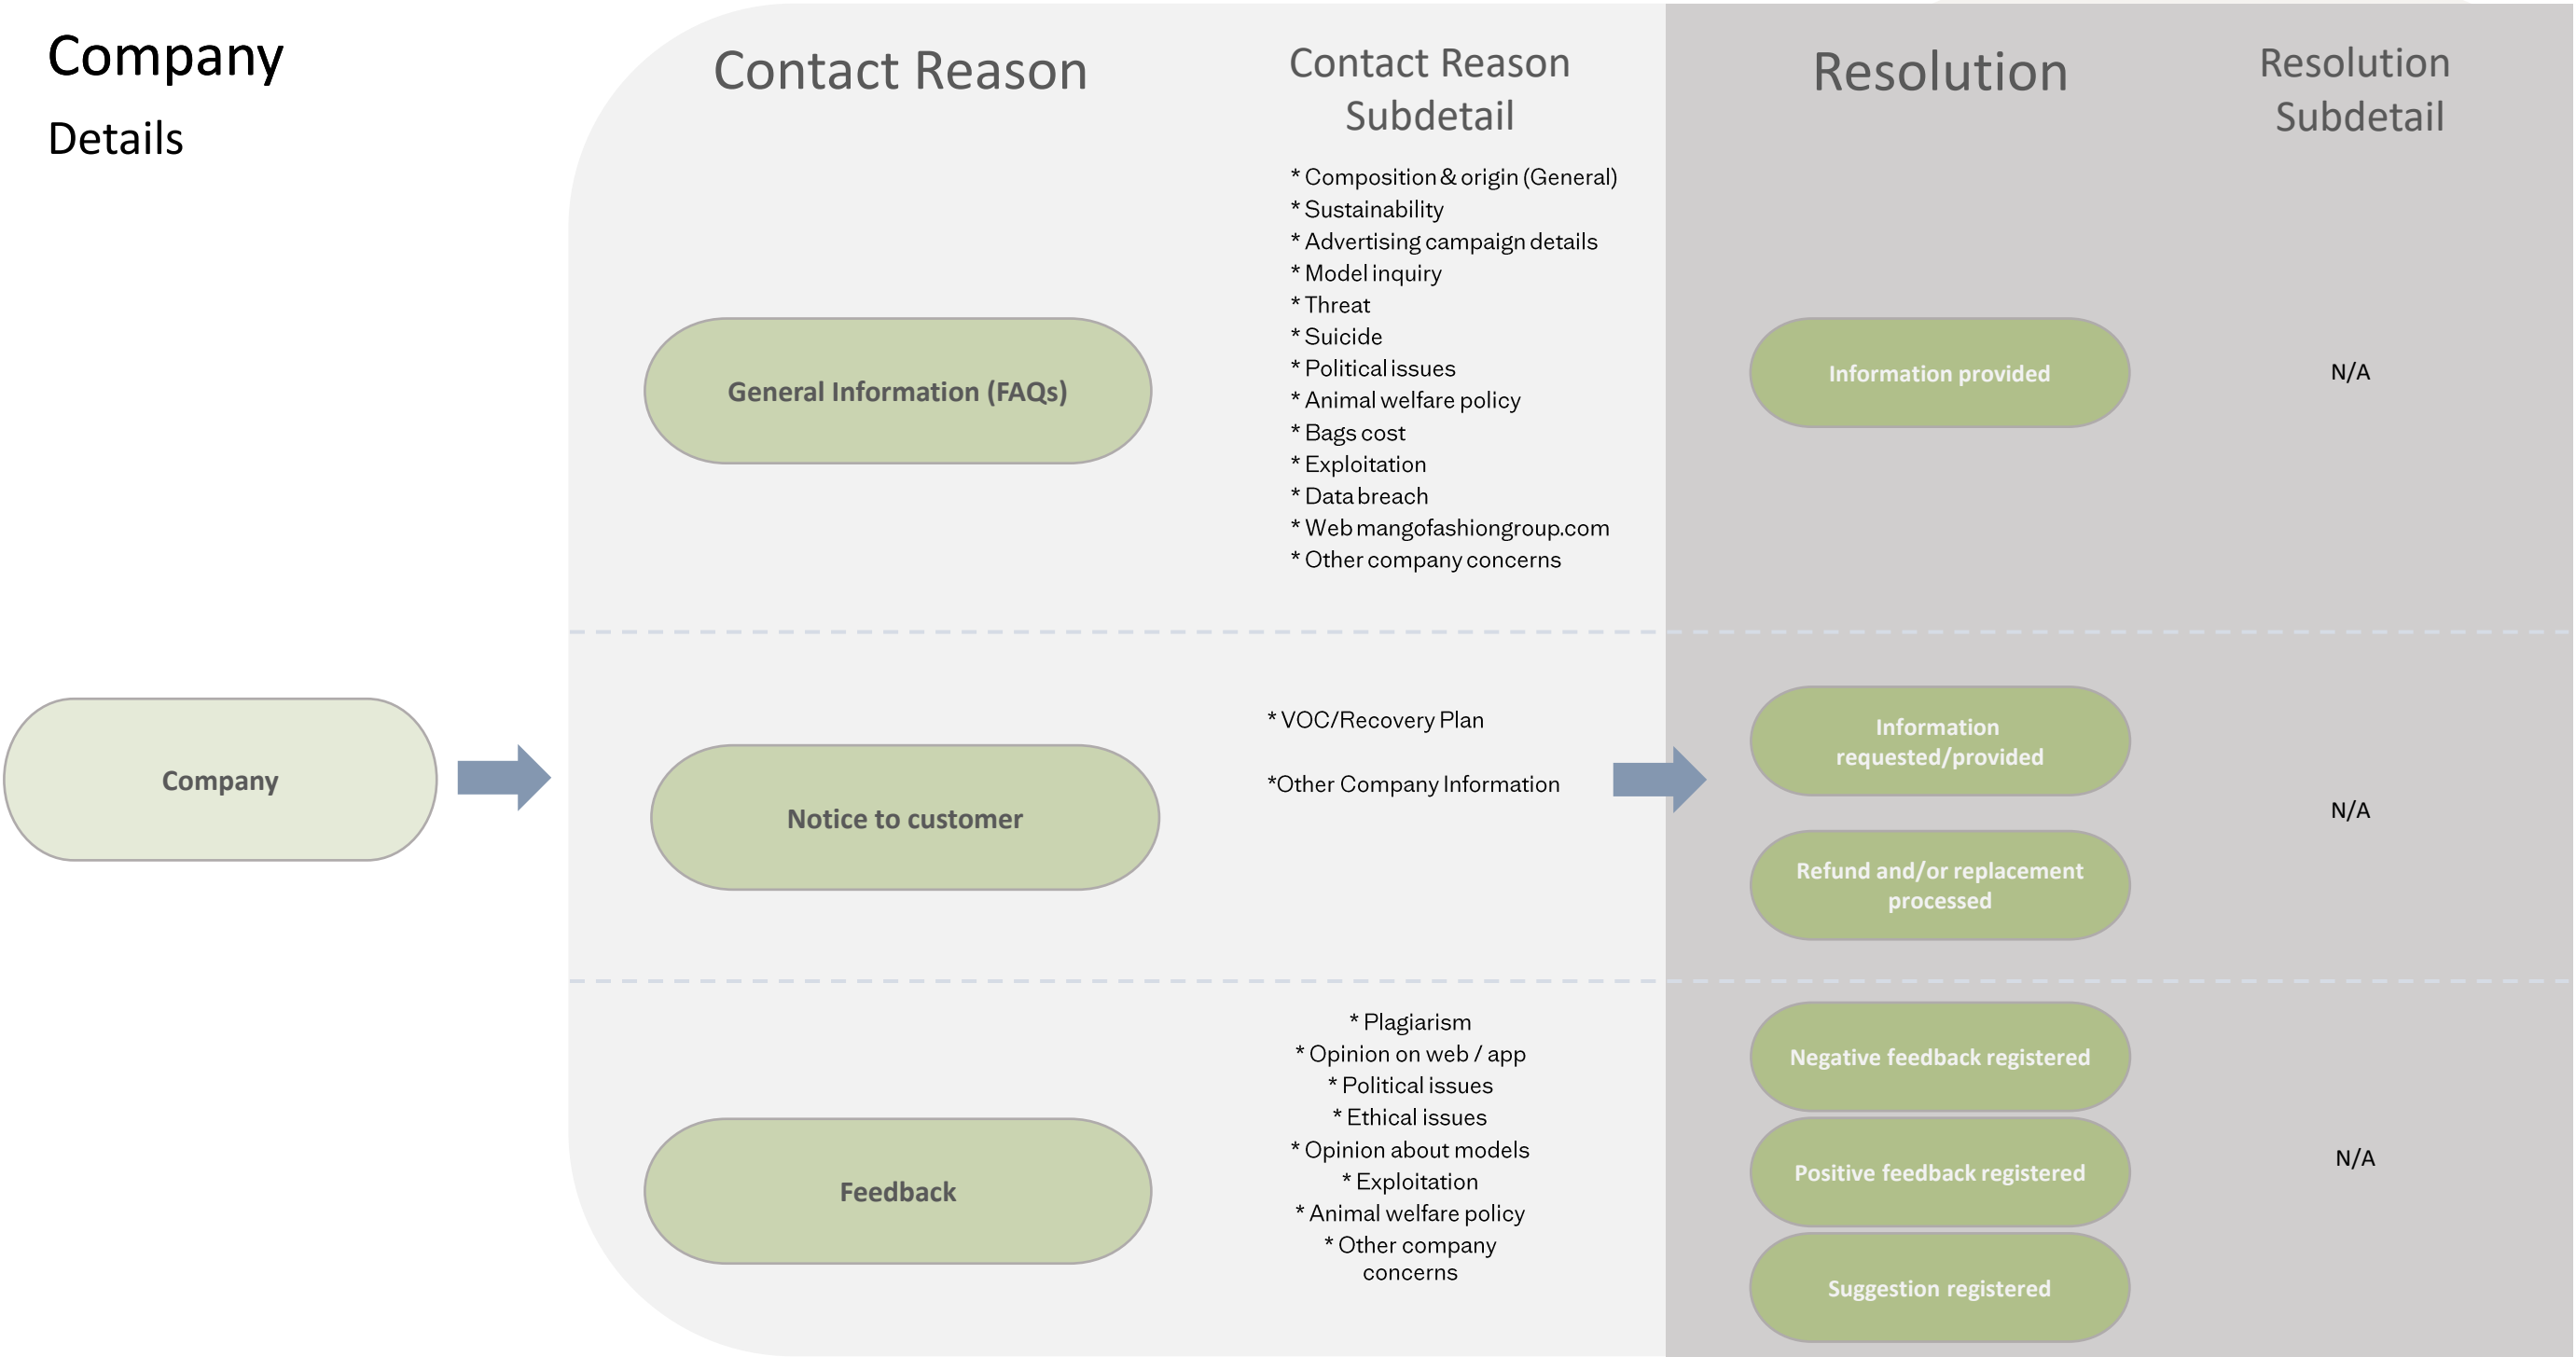 Company
Details
Contact Reason
Contact Reason
Subdetail
Resolution
Resolution
Subdetail
* Composition & origin (General)
* Sustainability
* Advertising campaign details
* Model inquiry
* Threat
* Suicide
* Political issues
* Animal welfare policy
* Bags cost
* Exploitation
* Data breach
* Web mangofashiongroup.com
* Other company concerns
General Information (FAQs)
Information provided
N/A
Company
Notice to customer
* VOC/Recovery Plan
*Other Company Information
Information
requested/provided
Refund and/or replacement
processed
N/A
Feedback
* Plagiarism
* Opinion on web / app
* Political issues
* Ethical issues
* Opinion about models
* Exploitation
* Animal welfare policy
* Other company
concerns
Negative feedback registered
Positive feedback registered
Suggestion registered
N/A